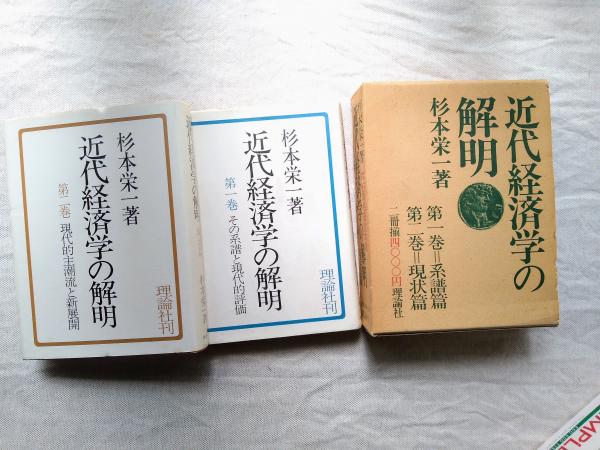 杉本栄一著
近代経済学の解明
第二巻 現代的主潮流と新展開
理論社刊
杉本栄一著
近代経済学の解明
第一巻 その系譜と現代的評価
理論社刊
近代経済学の
解明
杉本栄一著
第一巻=系譜篇
第二巻=現状篇
二冊揃四〇〇〇円理論社